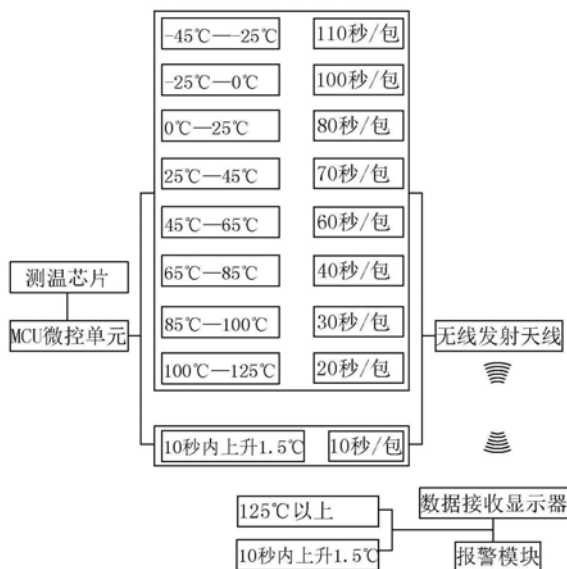 -45℃—-25℃ 110秒/包
-25℃—0℃ 100秒/包
0℃—25℃ 80秒/包
25℃—45℃ 70秒/包
45℃—65℃ 60秒/包
65℃—85℃ 40秒/包
测温芯片
MCU微控单元
85℃—100℃ 30秒/包
无线发射天线
100℃—125℃ 20秒/包
10秒内上升1.5℃ 10秒/包
125℃以上
数据接收显示器
10秒内上升1.5℃
报警模块